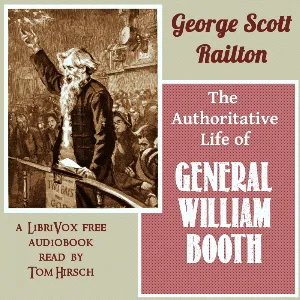 George Scott
Railton
The
Authoritative
Life of
GENERAL
WILLIAM
BOOTH
A LIBRIVOX FREE
AUDIOBOOK
READ BY
TOM HIRSCH